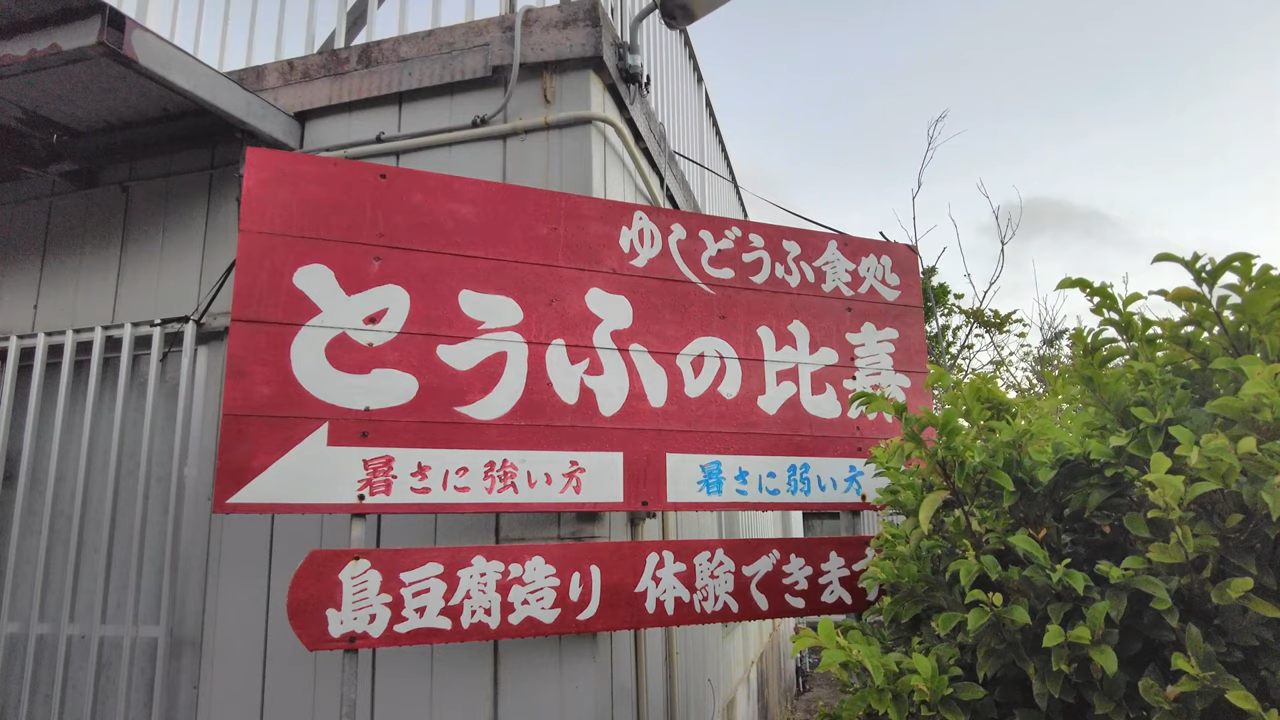 ゆしどうふ食処
とうふの比嘉
暑さに強い方 暑さに弱い方
島豆腐造り 体験できます